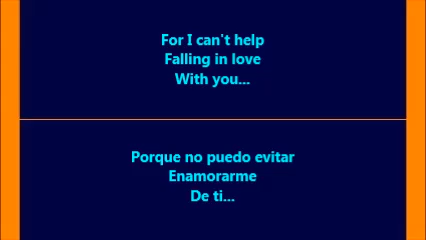 For I can't help
Falling in love
With you...
Porque no puedo evitar
Enamorarme
De ti...